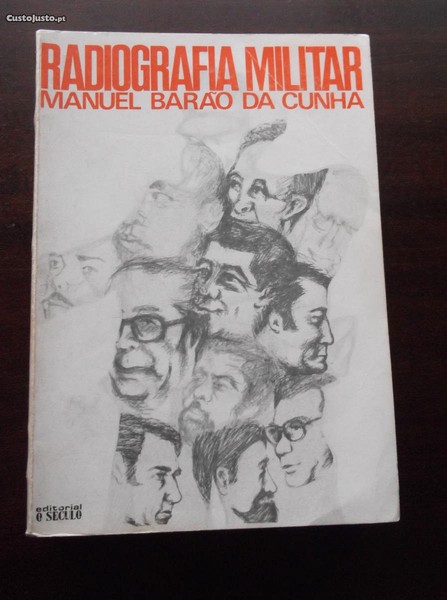 CustoJusto.pt
RADIOGRAFIA MILITAR
MANUEL BARÃO DA CUNHA
editorial
O SÉCULO